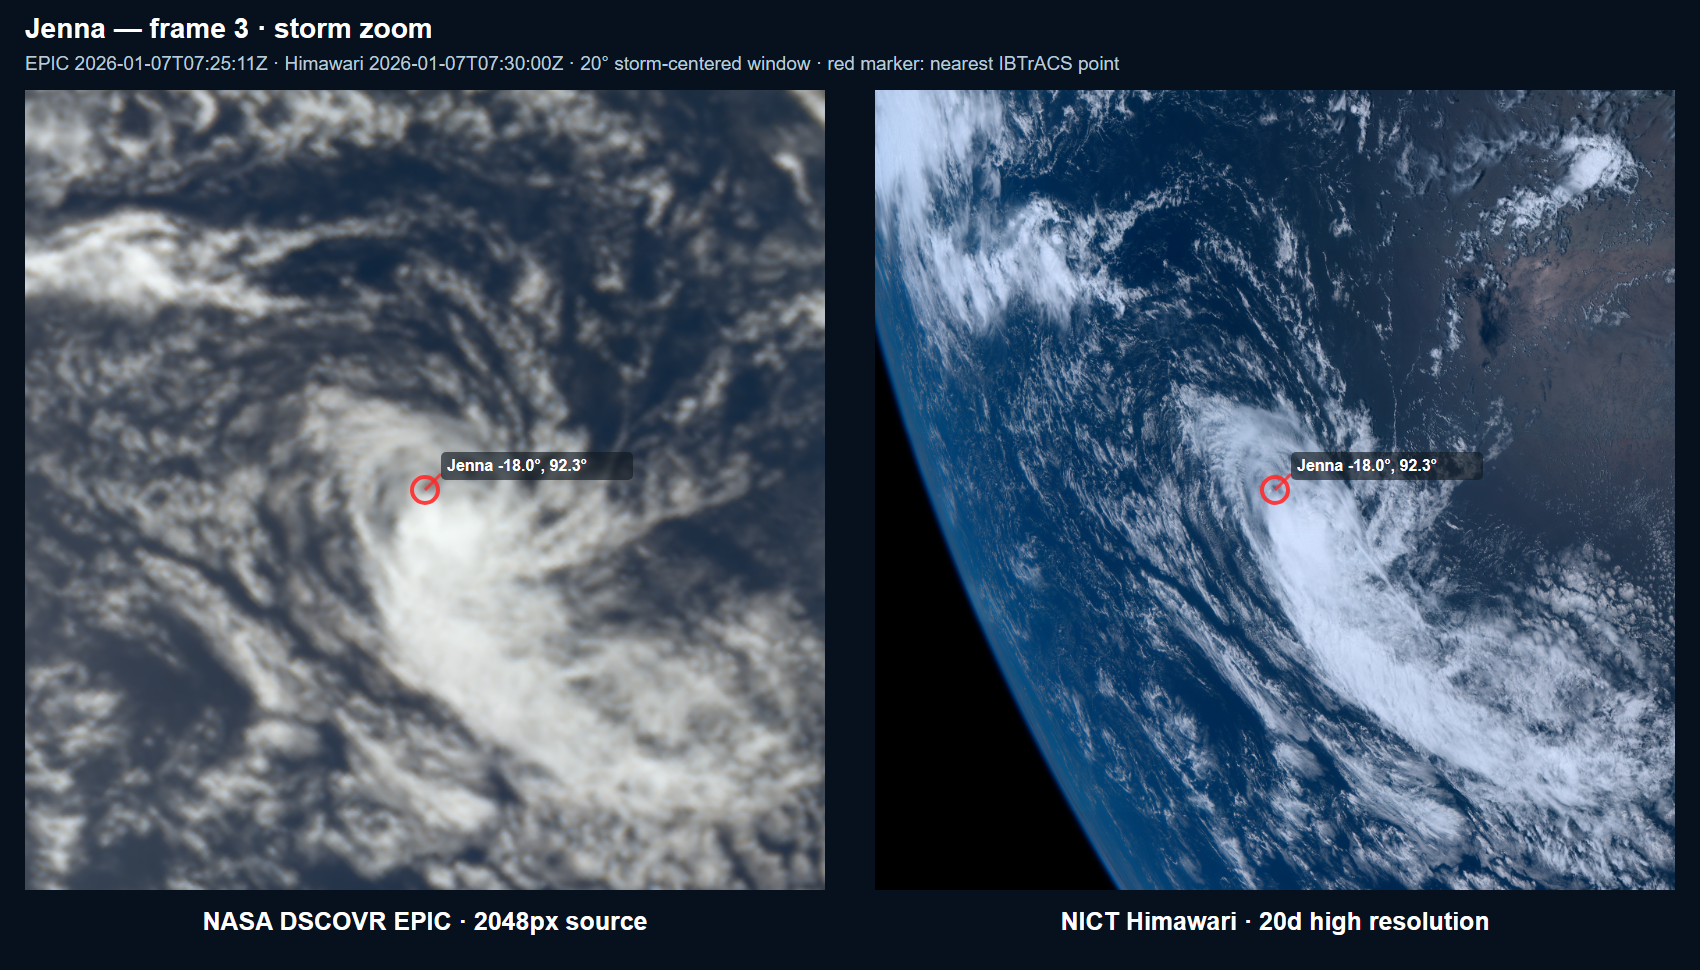 Jenna — frame 3 · storm zoom
EPIC 2026-01-07T07:25:11Z · Himawari 2026-01-07T07:30:00Z · 20° storm-centered window · red marker: nearest IBTrACS point
Jenna -18.0°, 92.3°
Jenna -18.0°, 92.3°
NASA DSCOVR EPIC · 2048px source
NICT Himawari · 20d high resolution